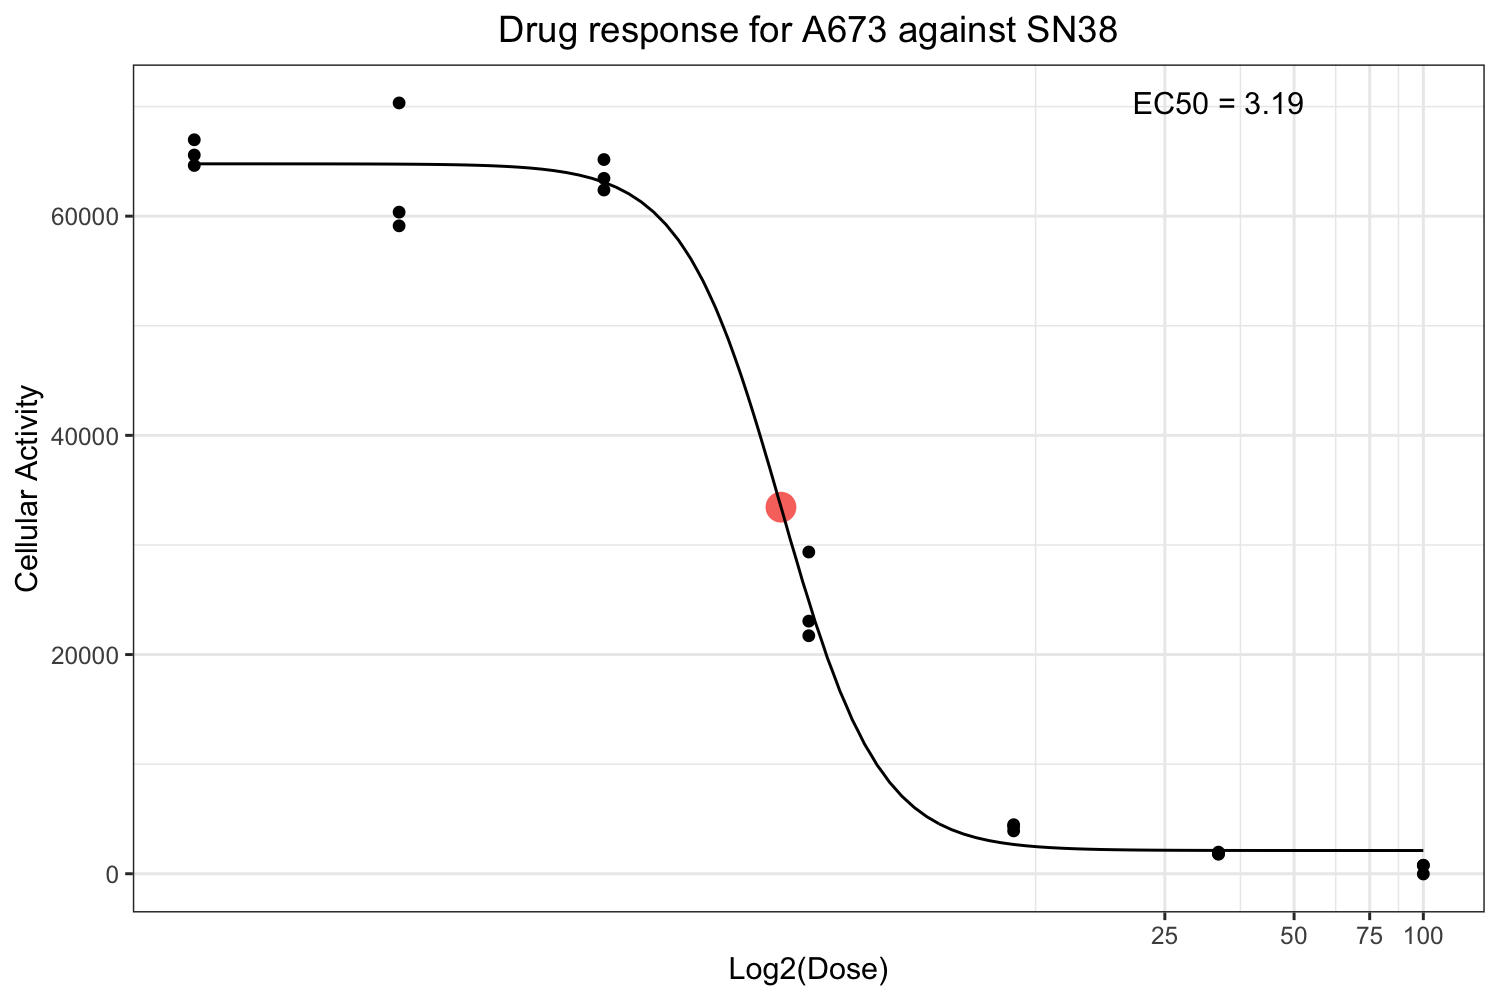 Drug response for A673 against SN38
EC50 = 3.19
Cellular Activity
60000
40000
20000
0
25 50 75 100
Log2(Dose)